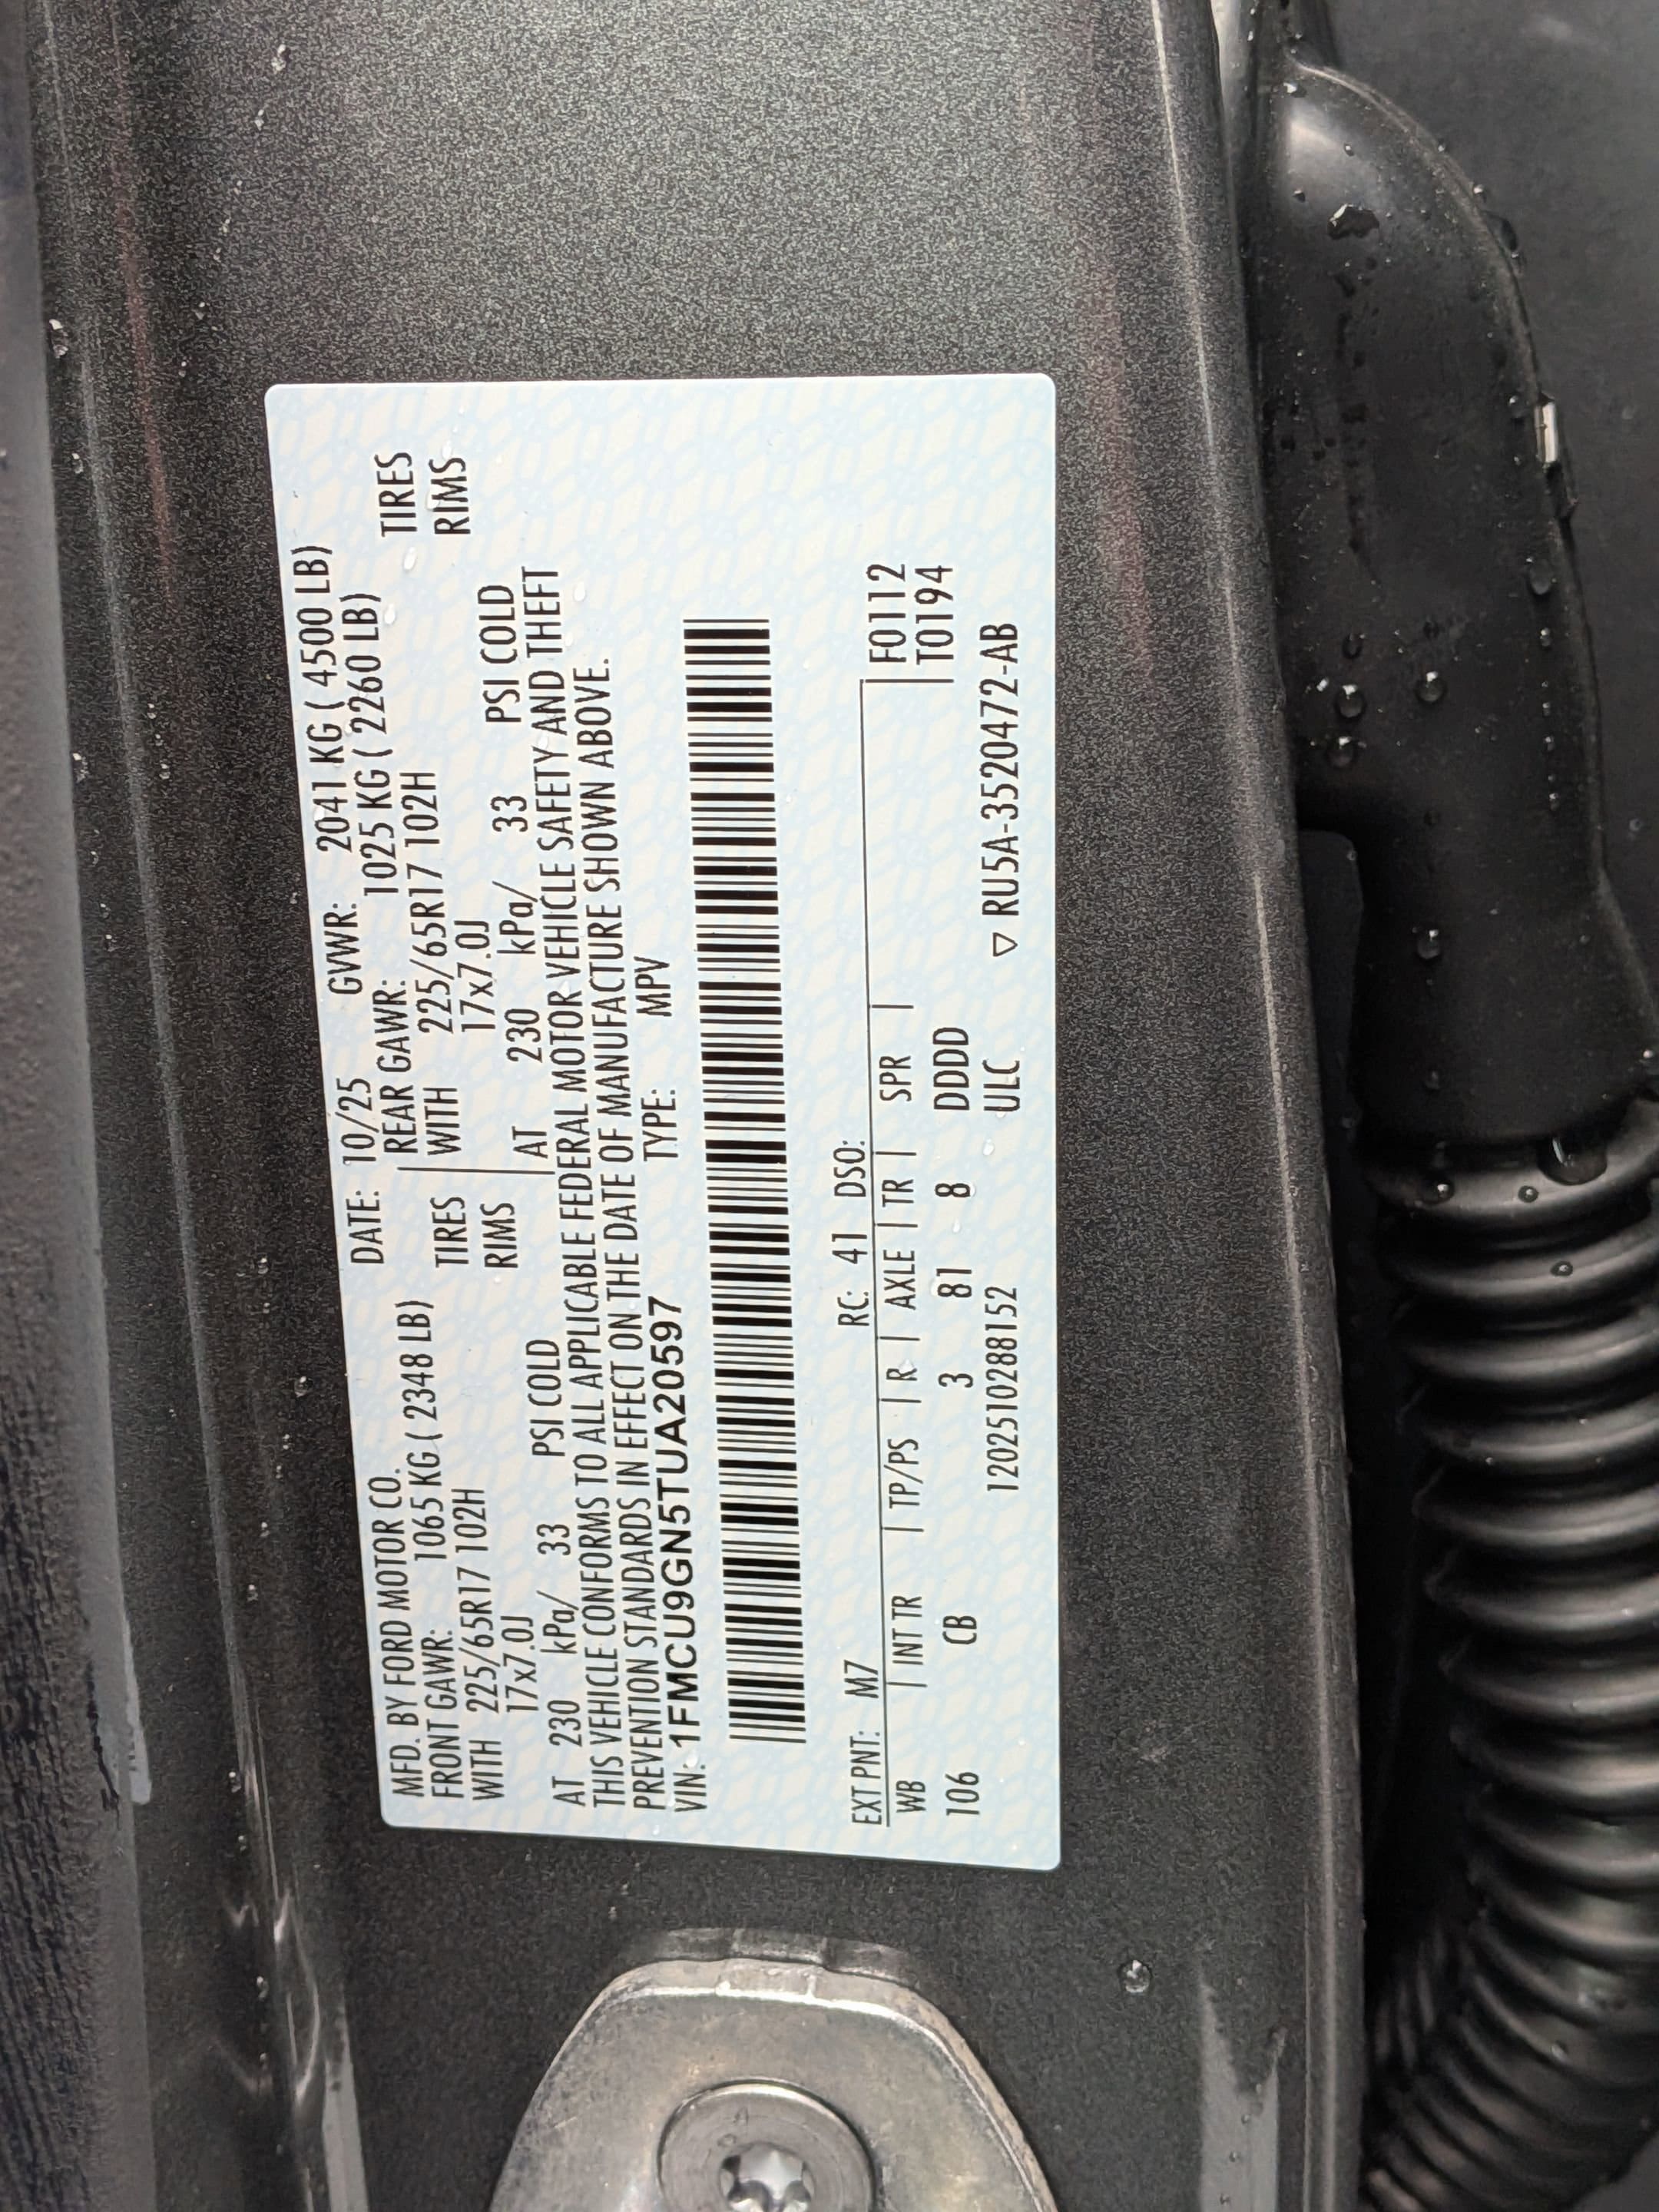 MFD. BY FORD MOTOR CO. DATE: 10/25 GVWR: 2041 KG ( 4500 LB)
FRONT GAWR: 1065 KG ( 2348 LB) REAR GAWR: 1025 KG ( 2260 LB)
WITH 225/65R17 102H TIRES WITH 225/65R17 102H TIRES
17x7.0J RIMS 17x7.0J RIMS
AT 230 kPa/ 33 PSI COLD AT 230 kPa/ 33 PSI COLD
THIS VEHICLE CONFORMS TO ALL APPLICABLE FEDERAL MOTOR VEHICLE SAFETY AND THEFT
PREVENTION STANDARDS IN EFFECT ON THE DATE OF MANUFACTURE SHOWN ABOVE.
VIN: 1FMCU9GN5TUA20597 TYPE: MPV
EXT PNT: M7 RC: 41 DSO:
WB | INT TR | TP/PS | R | AXLE | TR | SPR | F0112
106 CB 3 81 8 DDDD T0194
1202510288152 ULC ▽ RU5A-3520472-AB